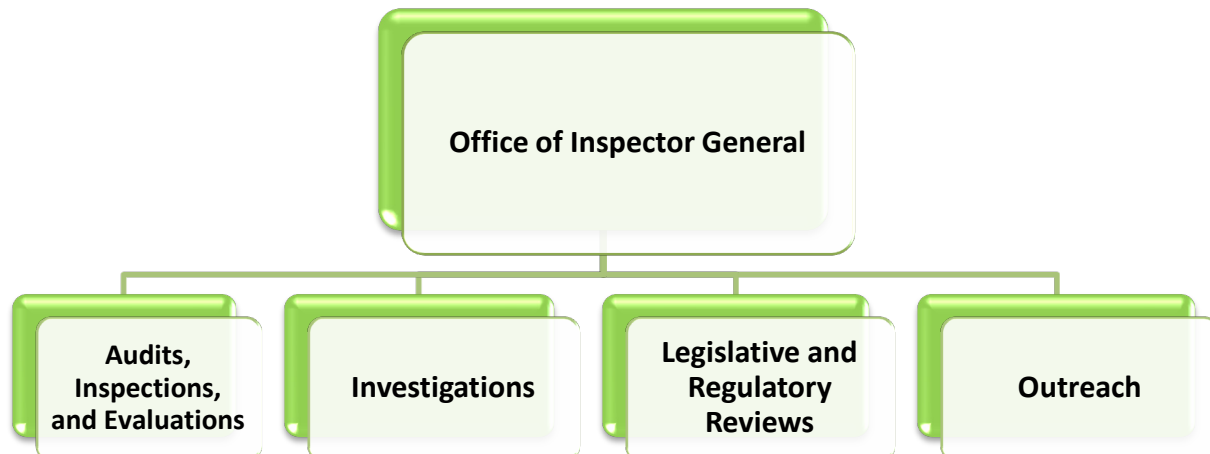 Office of Inspector General
Audits,
Inspections,
and Evaluations
Investigations
Legislative and
Regulatory
Reviews
Outreach